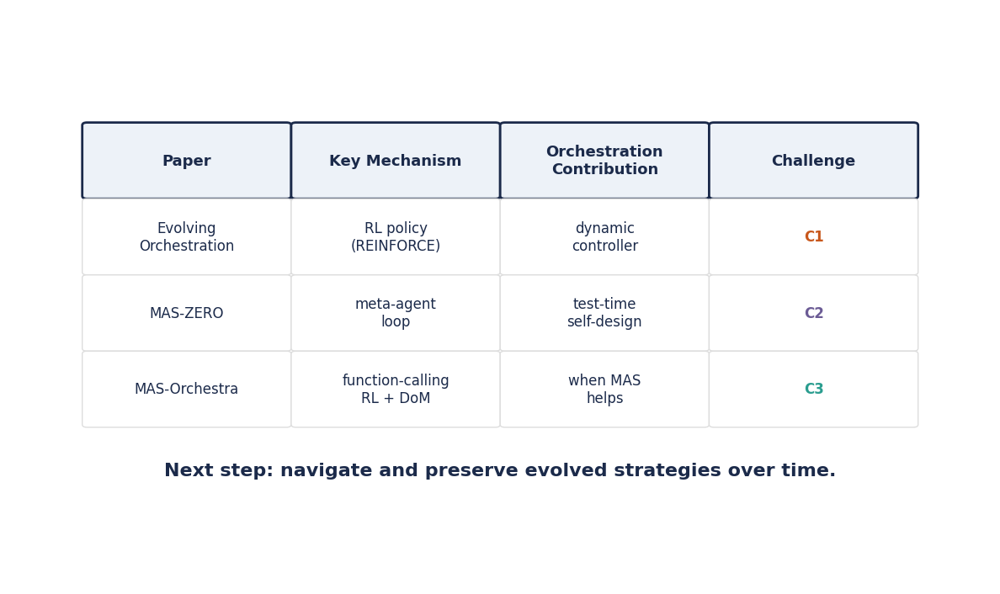 Paper
Key Mechanism
Orchestration
Contribution
Challenge
Evolving
Orchestration
RL policy
(REINFORCE)
dynamic
controller
C1
MAS-ZERO
meta-agent
loop
test-time
self-design
C2
MAS-Orchestra
function-calling
RL + DoM
when MAS
helps
C3
Next step: navigate and preserve evolved strategies over time.